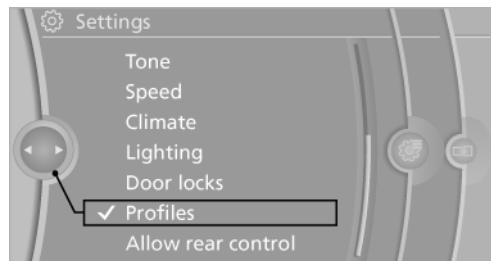 Settings
Tone
Speed
Climate
Lighting
Door locks
Profiles
Allow rear control